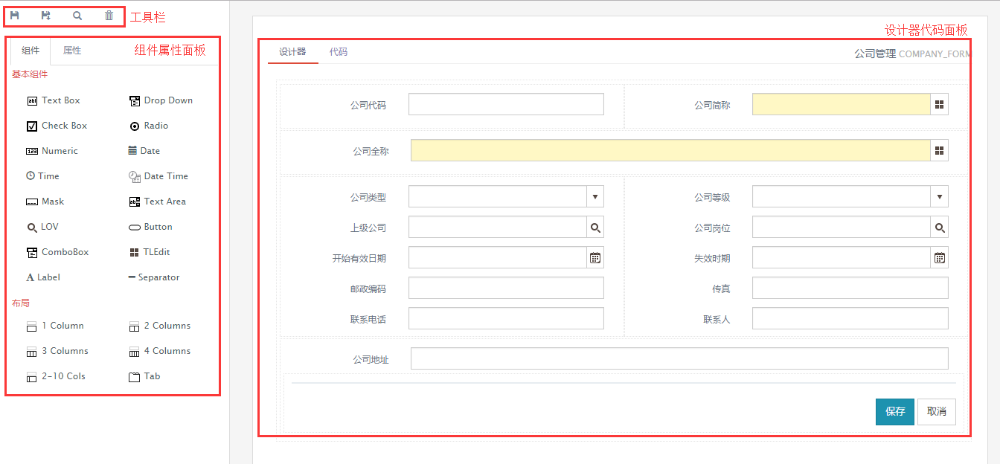 工具栏
组件 属性 组件属性面板
基本组件
Text Box Drop Down
Check Box Radio
Numeric Date
Time Date Time
Mask Text Area
LOV Button
ComboBox TLEdit
Label Separator
布局
1 Column 2 Columns
3 Columns 4 Columns
2-10 Cols Tab
设计器代码面板
设计器 代码 公司管理 COMPANY_FORM
公司代码 公司简称
公司全称
公司类型 公司等级
上级公司 公司岗位
开始有效日期 失效时期
邮政编码 传真
联系电话 联系人
公司地址
保存 取消